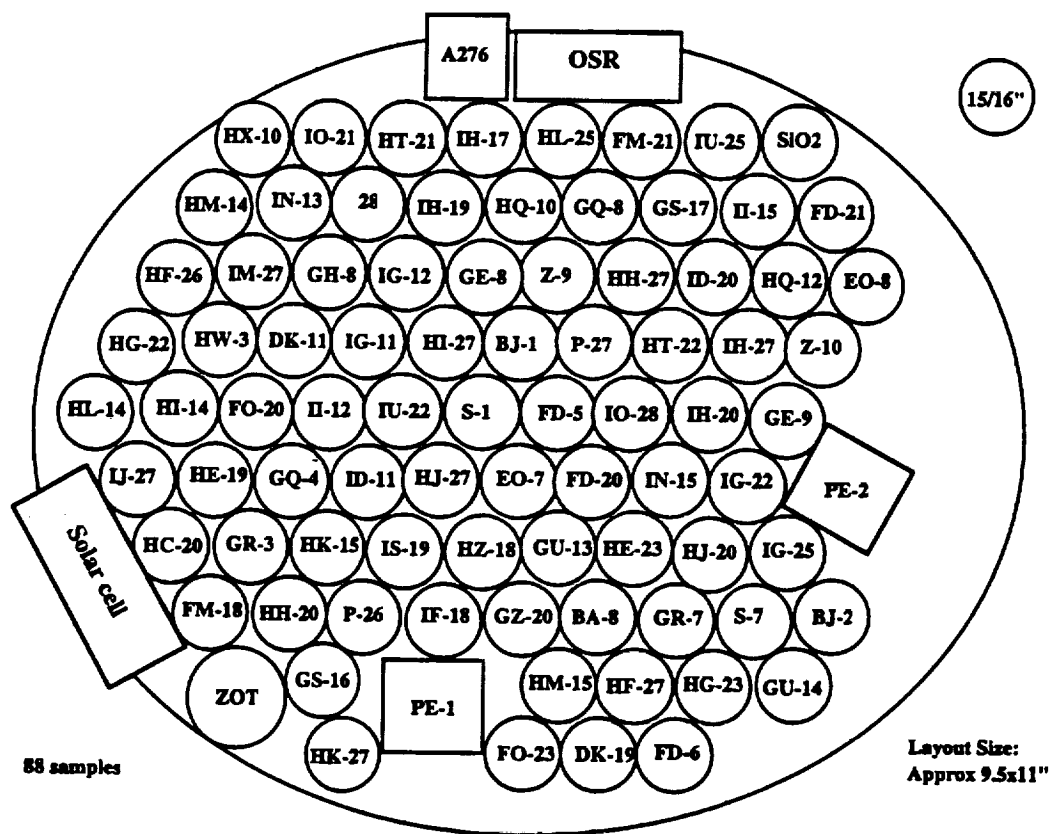 A276 OSR
15/16"
HX-10 IO-21 HT-21 IH-17 HL-25 FM-21 IU-25 SiO2
HM-14 IN-13 28 IH-19 HQ-10 GQ-8 GS-17 II-15 FD-21
HF-26 IM-27 GH-8 IG-12 GE-8 Z-9 HH-27 ID-20 HQ-12 EO-8
HG-22 HW-3 DK-11 IG-11 HI-27 BJ-1 P-27 HT-22 IH-27 Z-10
HL-14 HI-14 FO-20 II-12 IU-22 S-1 FD-5 IO-28 IH-20 GE-9
IJ-27 HE-19 GQ-4 ID-11 HJ-27 EO-7 FD-20 IN-15 IG-22 PE-2
Solar cell
HC-20 GR-3 HK-15 IS-19 HZ-18 GU-13 HE-23 HJ-20 IG-25
FM-18 HH-20 P-26 IF-18 GZ-20 BA-8 GR-7 S-7 BJ-2
ZOT GS-16 PE-1 HM-15 HF-27 HG-23 GU-14
HK-27 FO-23 DK-19 FD-6
88 samples
Layout Size:
Approx 9.5x11"